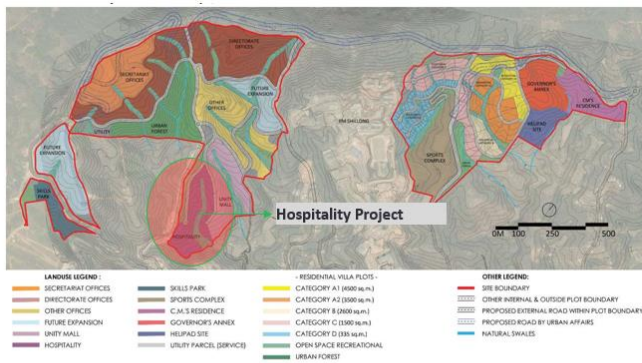 DIRECTORATE
OFFICES
SECRETARIAT
OFFICES
GOVERNOR'S
ANNEX
CM'S
RESIDENCE
FUTURE
EXPANSION
OTHER
OFFICES
URBAN
FOREST
UTILITY
IIM SHILLONG
HELIPAD
SITE
FUTURE
EXPANSION
SPORTS
COMPLEX
SKILLS
PARK
UNITY
MALL
Hospitality Project
HOSPITALITY
0M 100 250 500
LANDUSE LEGEND :
SECRETARIAT OFFICES
DIRECTORATE OFFICES
OTHER OFFICES
FUTURE EXPANSION
UNITY MALL
HOSPITALITY
SKILLS PARK
SPORTS COMPLEX
C.M.'S RESIDENCE
GOVERNOR'S ANNEX
HELIPAD SITE
UTILITY PARCEL (SERVICE)
- RESIDENTIAL VILLA PLOTS -
CATEGORY A1 (4500 sq.m.)
CATEGORY A2 (3500 sq.m.)
CATEGORY B (2600 sq.m.)
CATEGORY C (1500 sq.m.)
CATEGORY D (335 sq.m.)
OPEN SPACE RECREATIONAL
URBAN FOREST
OTHER LEGEND:
SITE BOUNDARY
OTHER INTERNAL & OUTSIDE PLOT BOUNDARY
PROPOSED EXTERNAL ROAD WITHIN PLOT BOUNDARY
PROPOSED ROAD BY URBAN AFFAIRS
NATURAL SWALES